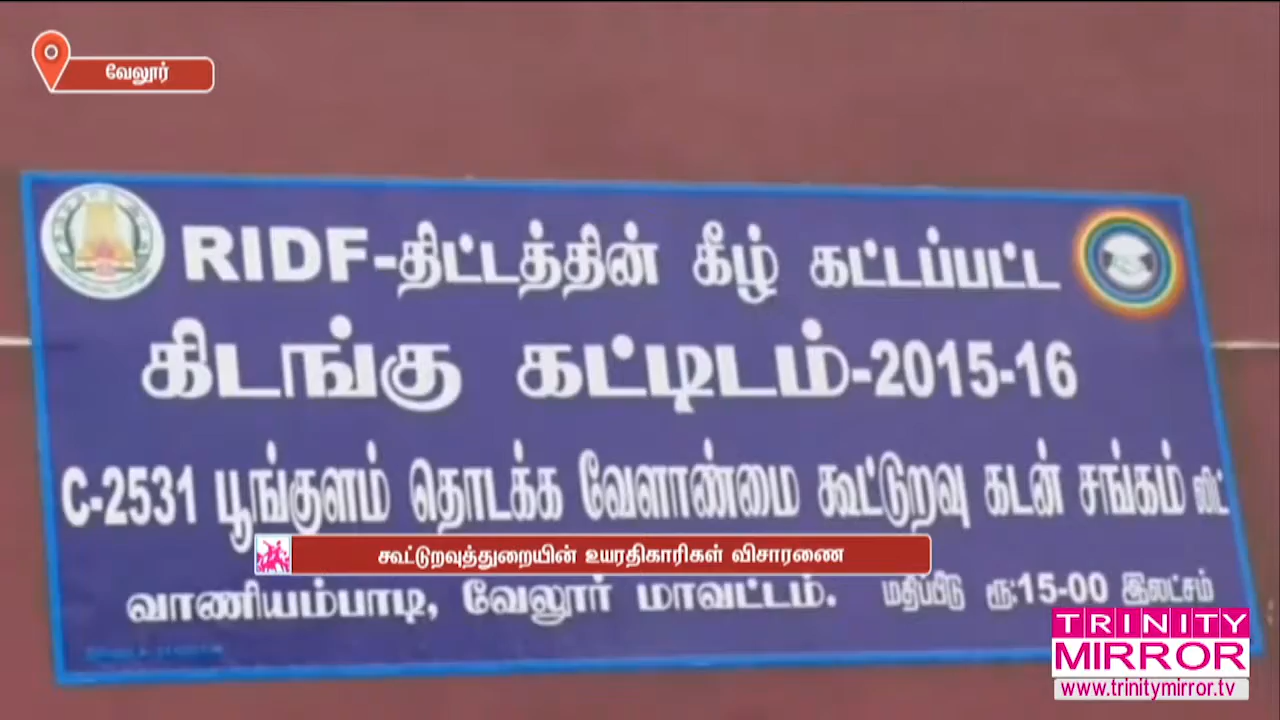 வேலூர்
RIDF-திட்டத்தின் கீழ் கட்டப்பட்ட
கிடங்கு கட்டிடம்-2015-16
C-2531 பூங்குளம் தொடக்க வேளாண்மை கூட்டுறவு கடன் சங்கம் லிட்
கூட்டுறவுத்துறையின் உயரதிகாரிகள் விசாரணை
வாணியம்பாடி, வேலூர் மாவட்டம். மதிப்பீடு ரூ:15-00 இலட்சம்
TRINITY
MIRROR
www.trinitymirror.tv